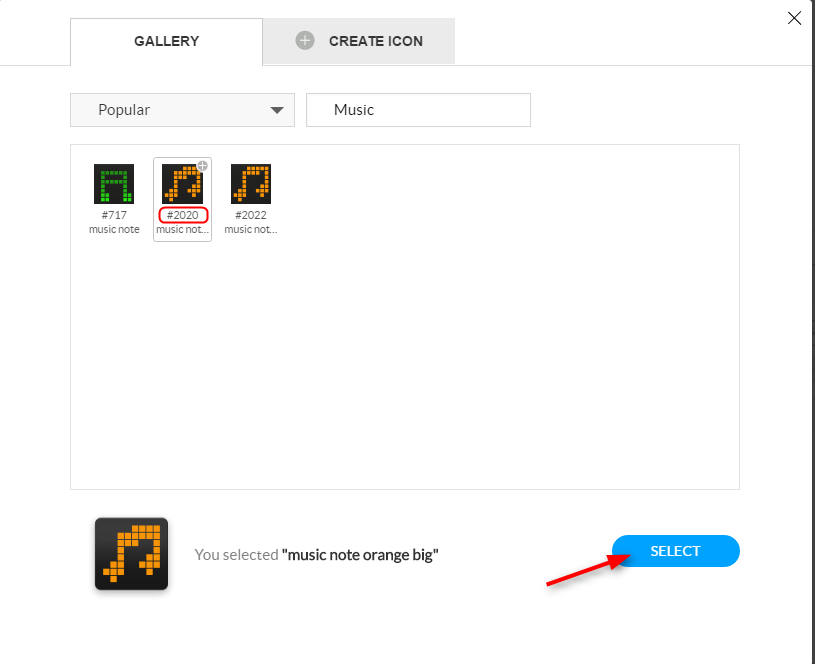 GALLERY
CREATE ICON
Popular
Music
#717
music note
#2020
music not...
#2022
music not...
You selected "music note orange big"
SELECT